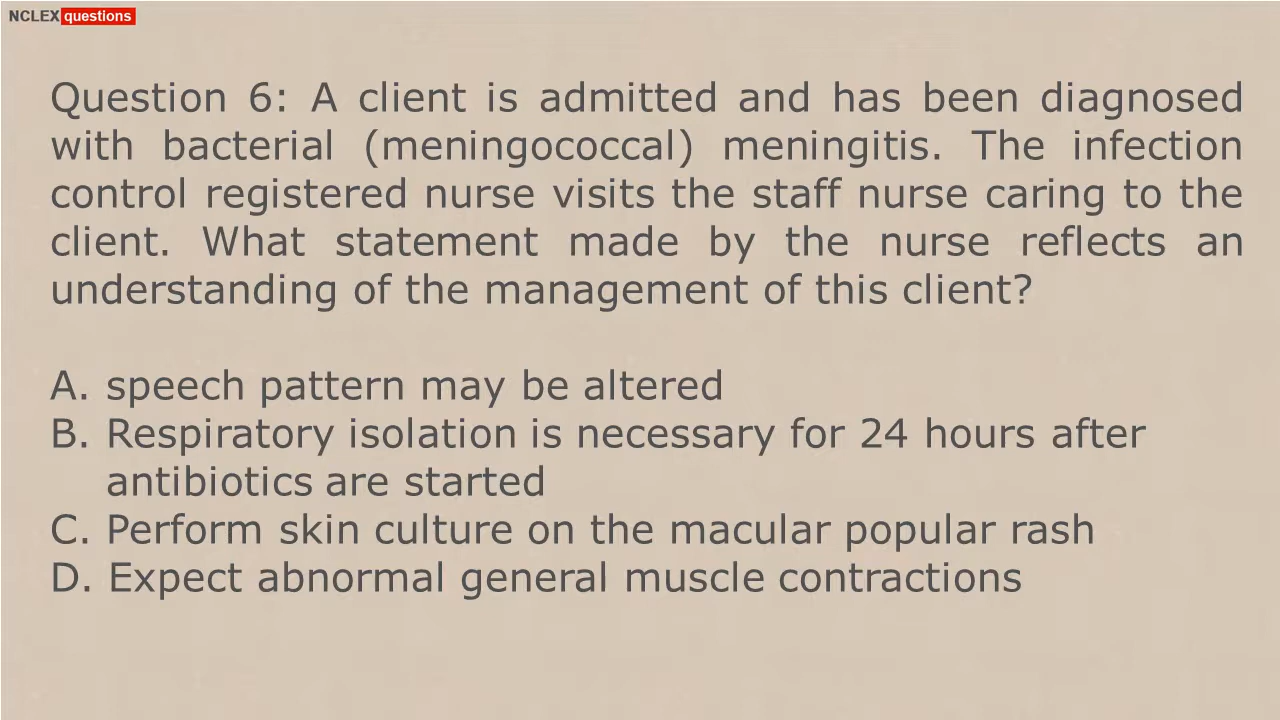 NCLEX questions
Question 6: A client is admitted and has been diagnosed
with bacterial (meningococcal) meningitis. The infection
control registered nurse visits the staff nurse caring to the
client. What statement made by the nurse reflects an
understanding of the management of this client?
A. speech pattern may be altered
B. Respiratory isolation is necessary for 24 hours after
antibiotics are started
C. Perform skin culture on the macular popular rash
D. Expect abnormal general muscle contractions